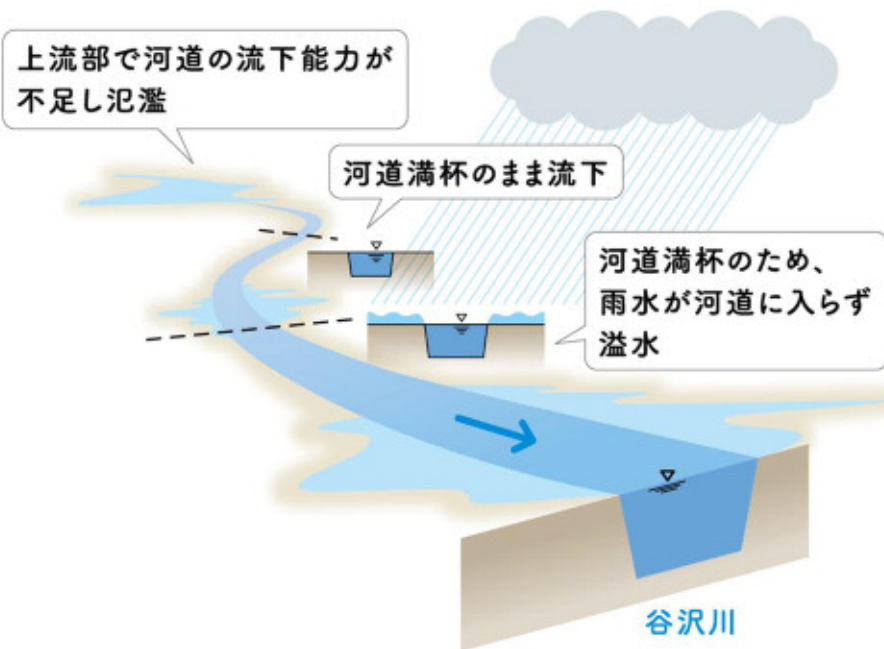 上流部で河道の流下能力が
不足し氾濫
河道満杯のまま流下
河道満杯のため、
雨水が河道に入らず
溢水
谷沢川